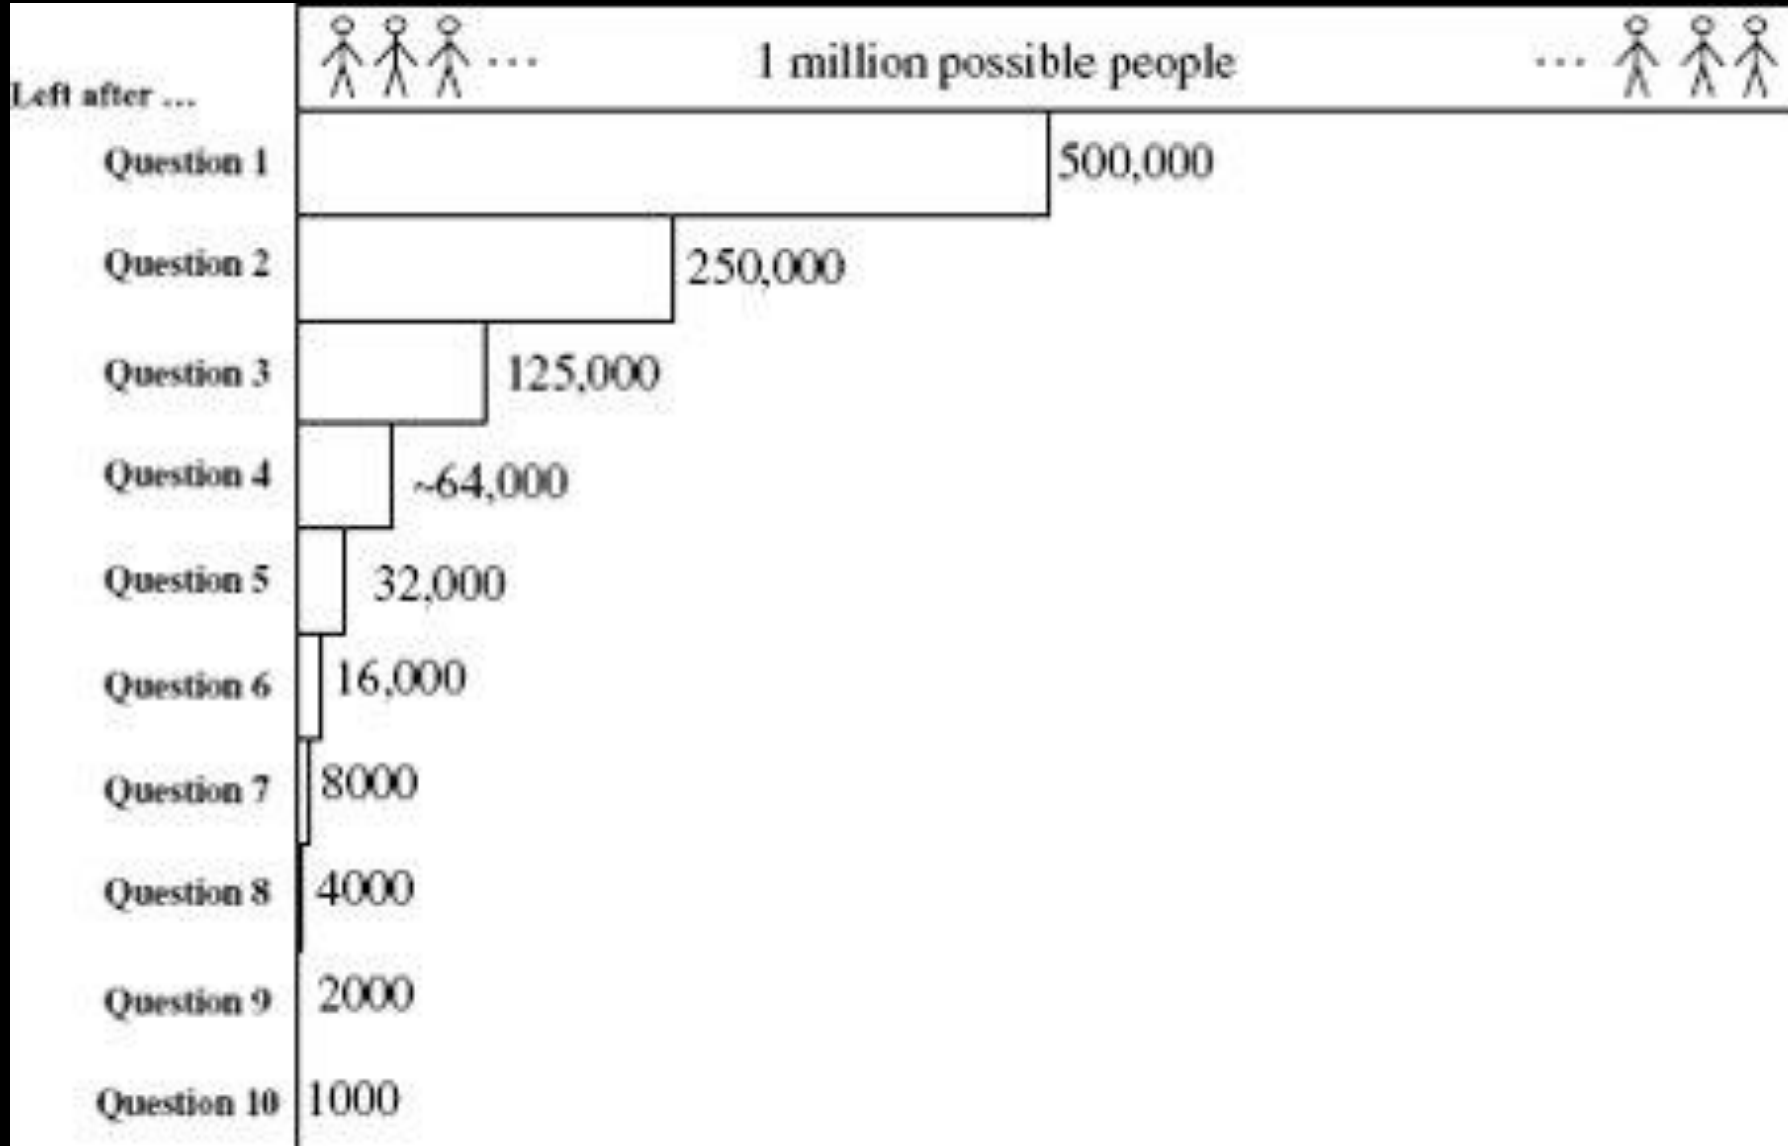 ... 1 million possible people ...
Left after ...
Question 1 500,000
Question 2 250,000
Question 3 125,000
Question 4 ~64,000
Question 5 32,000
Question 6 16,000
Question 7 8000
Question 8 4000
Question 9 2000
Question 10 1000